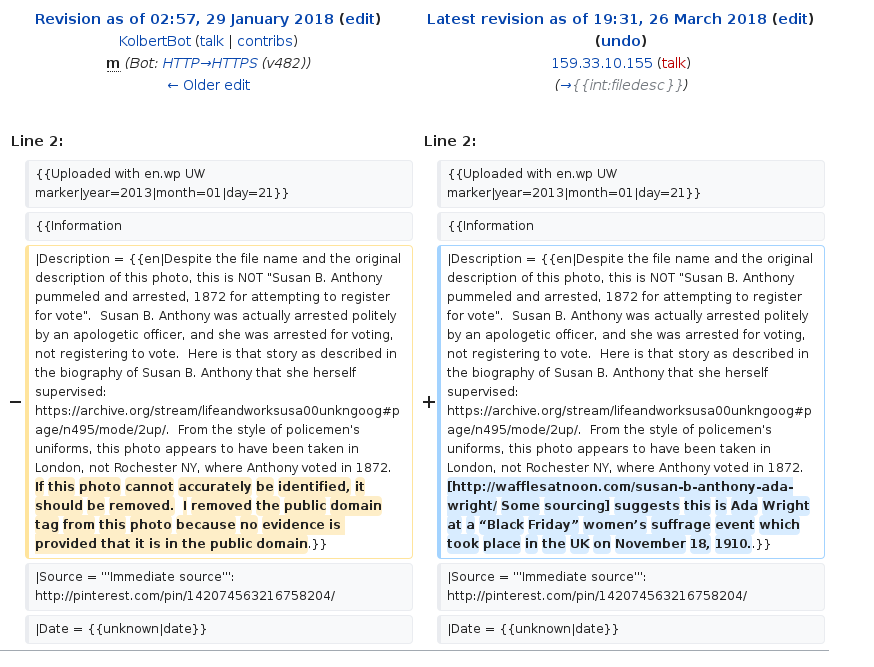 Revision as of 02:57, 29 January 2018 (edit)
KolbertBot (talk | contribs)
m (Bot: HTTP→HTTPS (v482))
← Older edit
Latest revision as of 19:31, 26 March 2018 (edit)
(undo)
159.33.10.155 (talk)
(→{{int:filedesc}})
Line 2:
Line 2:
{{Uploaded with en.wp UW
marker|year=2013|month=01|day=21}}
{{Uploaded with en.wp UW
marker|year=2013|month=01|day=21}}
{{Information
{{Information
−
|Description = {{en|Despite the file name and the original
description of this photo, this is NOT "Susan B. Anthony
pummeled and arrested, 1872 for attempting to register
for vote".  Susan B. Anthony was actually arrested politely
by an apologetic officer, and she was arrested for voting,
not registering to vote.  Here is that story as described in
the biography of Susan B. Anthony that she herself
supervised:
https://archive.org/stream/lifeandworksusa00unkngoog#p
age/n495/mode/2up/.  From the style of policemen's
uniforms, this photo appears to have been taken in
London, not Rochester NY, where Anthony voted in 1872.
If this photo cannot accurately be identified, it
should be removed.  I removed the public domain
tag from this photo because no evidence is
provided that it is in the public domain.}}
+
|Description = {{en|Despite the file name and the original
description of this photo, this is NOT "Susan B. Anthony
pummeled and arrested, 1872 for attempting to register
for vote".  Susan B. Anthony was actually arrested politely
by an apologetic officer, and she was arrested for voting,
not registering to vote.  Here is that story as described in
the biography of Susan B. Anthony that she herself
supervised:
https://archive.org/stream/lifeandworksusa00unkngoog#p
age/n495/mode/2up/.  From the style of policemen's
uniforms, this photo appears to have been taken in
London, not Rochester NY, where Anthony voted in 1872.
[http://wafflesatnoon.com/susan-b-anthony-ada-
wright/ Some sourcing] suggests this is Ada Wright
at a “Black Friday” women’s suffrage event which
took place in the UK on November 18, 1910..}}
|Source = '''Immediate source''':
http://pinterest.com/pin/142074563216758204/
|Source = '''Immediate source''':
http://pinterest.com/pin/142074563216758204/
|Date = {{unknown|date}}
|Date = {{unknown|date}}